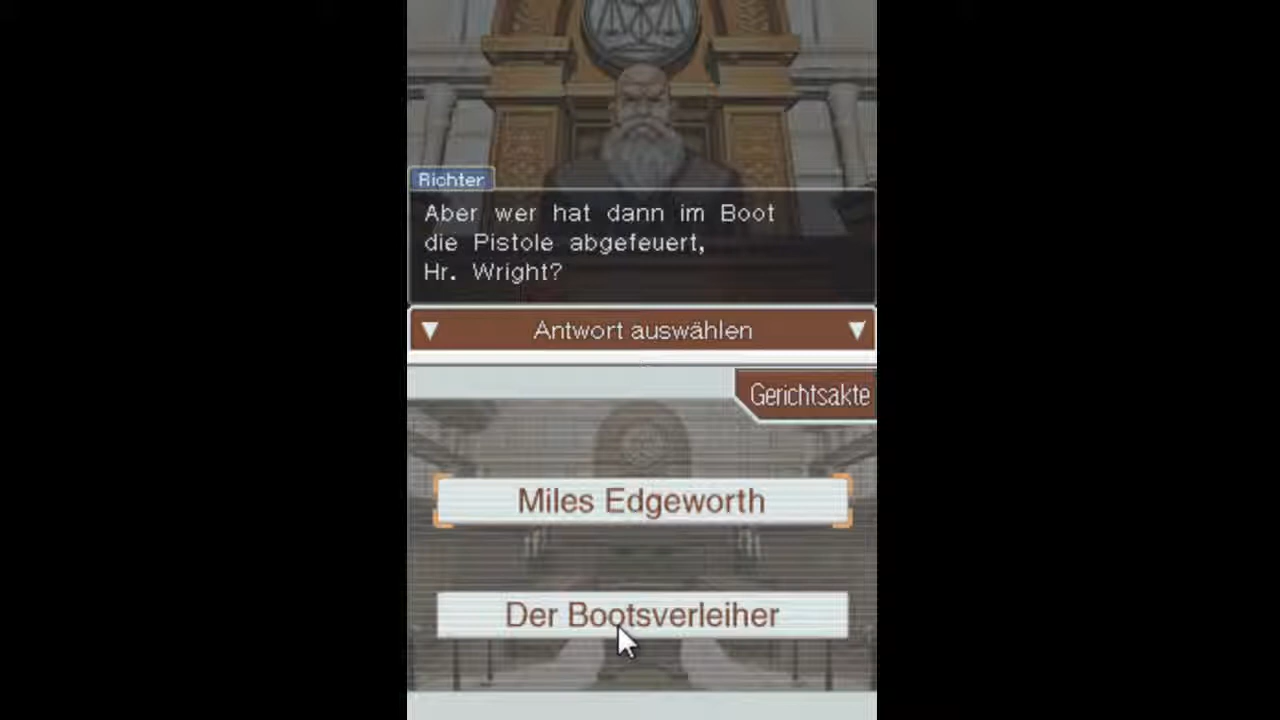 Richter
Aber wer hat dann im Boot
die Pistole abgefeuert,
Hr. Wright?
Antwort auswählen
Gerichtsakte
Miles Edgeworth
Der Bootsverleiher